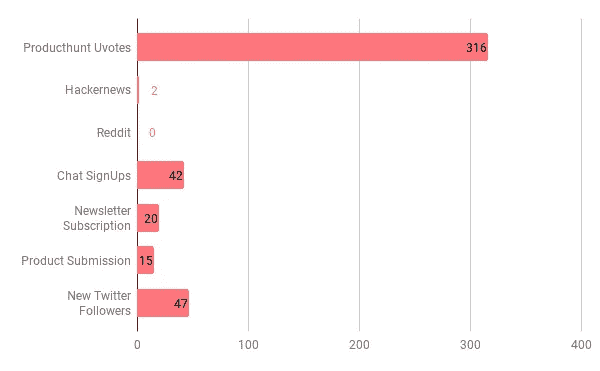 Producthunt Uvotes
316
Hackernews
2
Reddit
0
Chat SignUps
42
Newsletter
Subscription
20
Product Submission
15
New Twitter
Followers
47
0 100 200 300 400